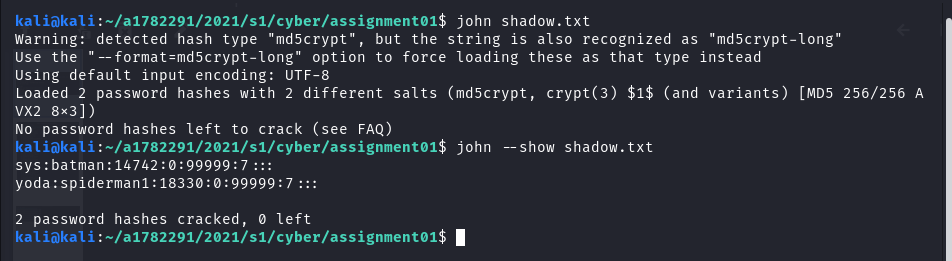 kali@kali:~/a1782291/2021/s1/cyber/assignment01$ john shadow.txt
Warning: detected hash type "md5crypt", but the string is also recognized as "md5crypt-long"
Use the "--format=md5crypt-long" option to force loading these as that type instead
Using default input encoding: UTF-8
Loaded 2 password hashes with 2 different salts (md5crypt, crypt(3) $1$ (and variants) [MD5 256/256 A
VX2 8×3])
No password hashes left to crack (see FAQ)
kali@kali:~/a1782291/2021/s1/cyber/assignment01$ john --show shadow.txt
sys:batman:14742:0:99999:7:::
yoda:spiderman1:18330:0:99999:7:::
2 password hashes cracked, 0 left
kali@kali:~/a1782291/2021/s1/cyber/assignment01$